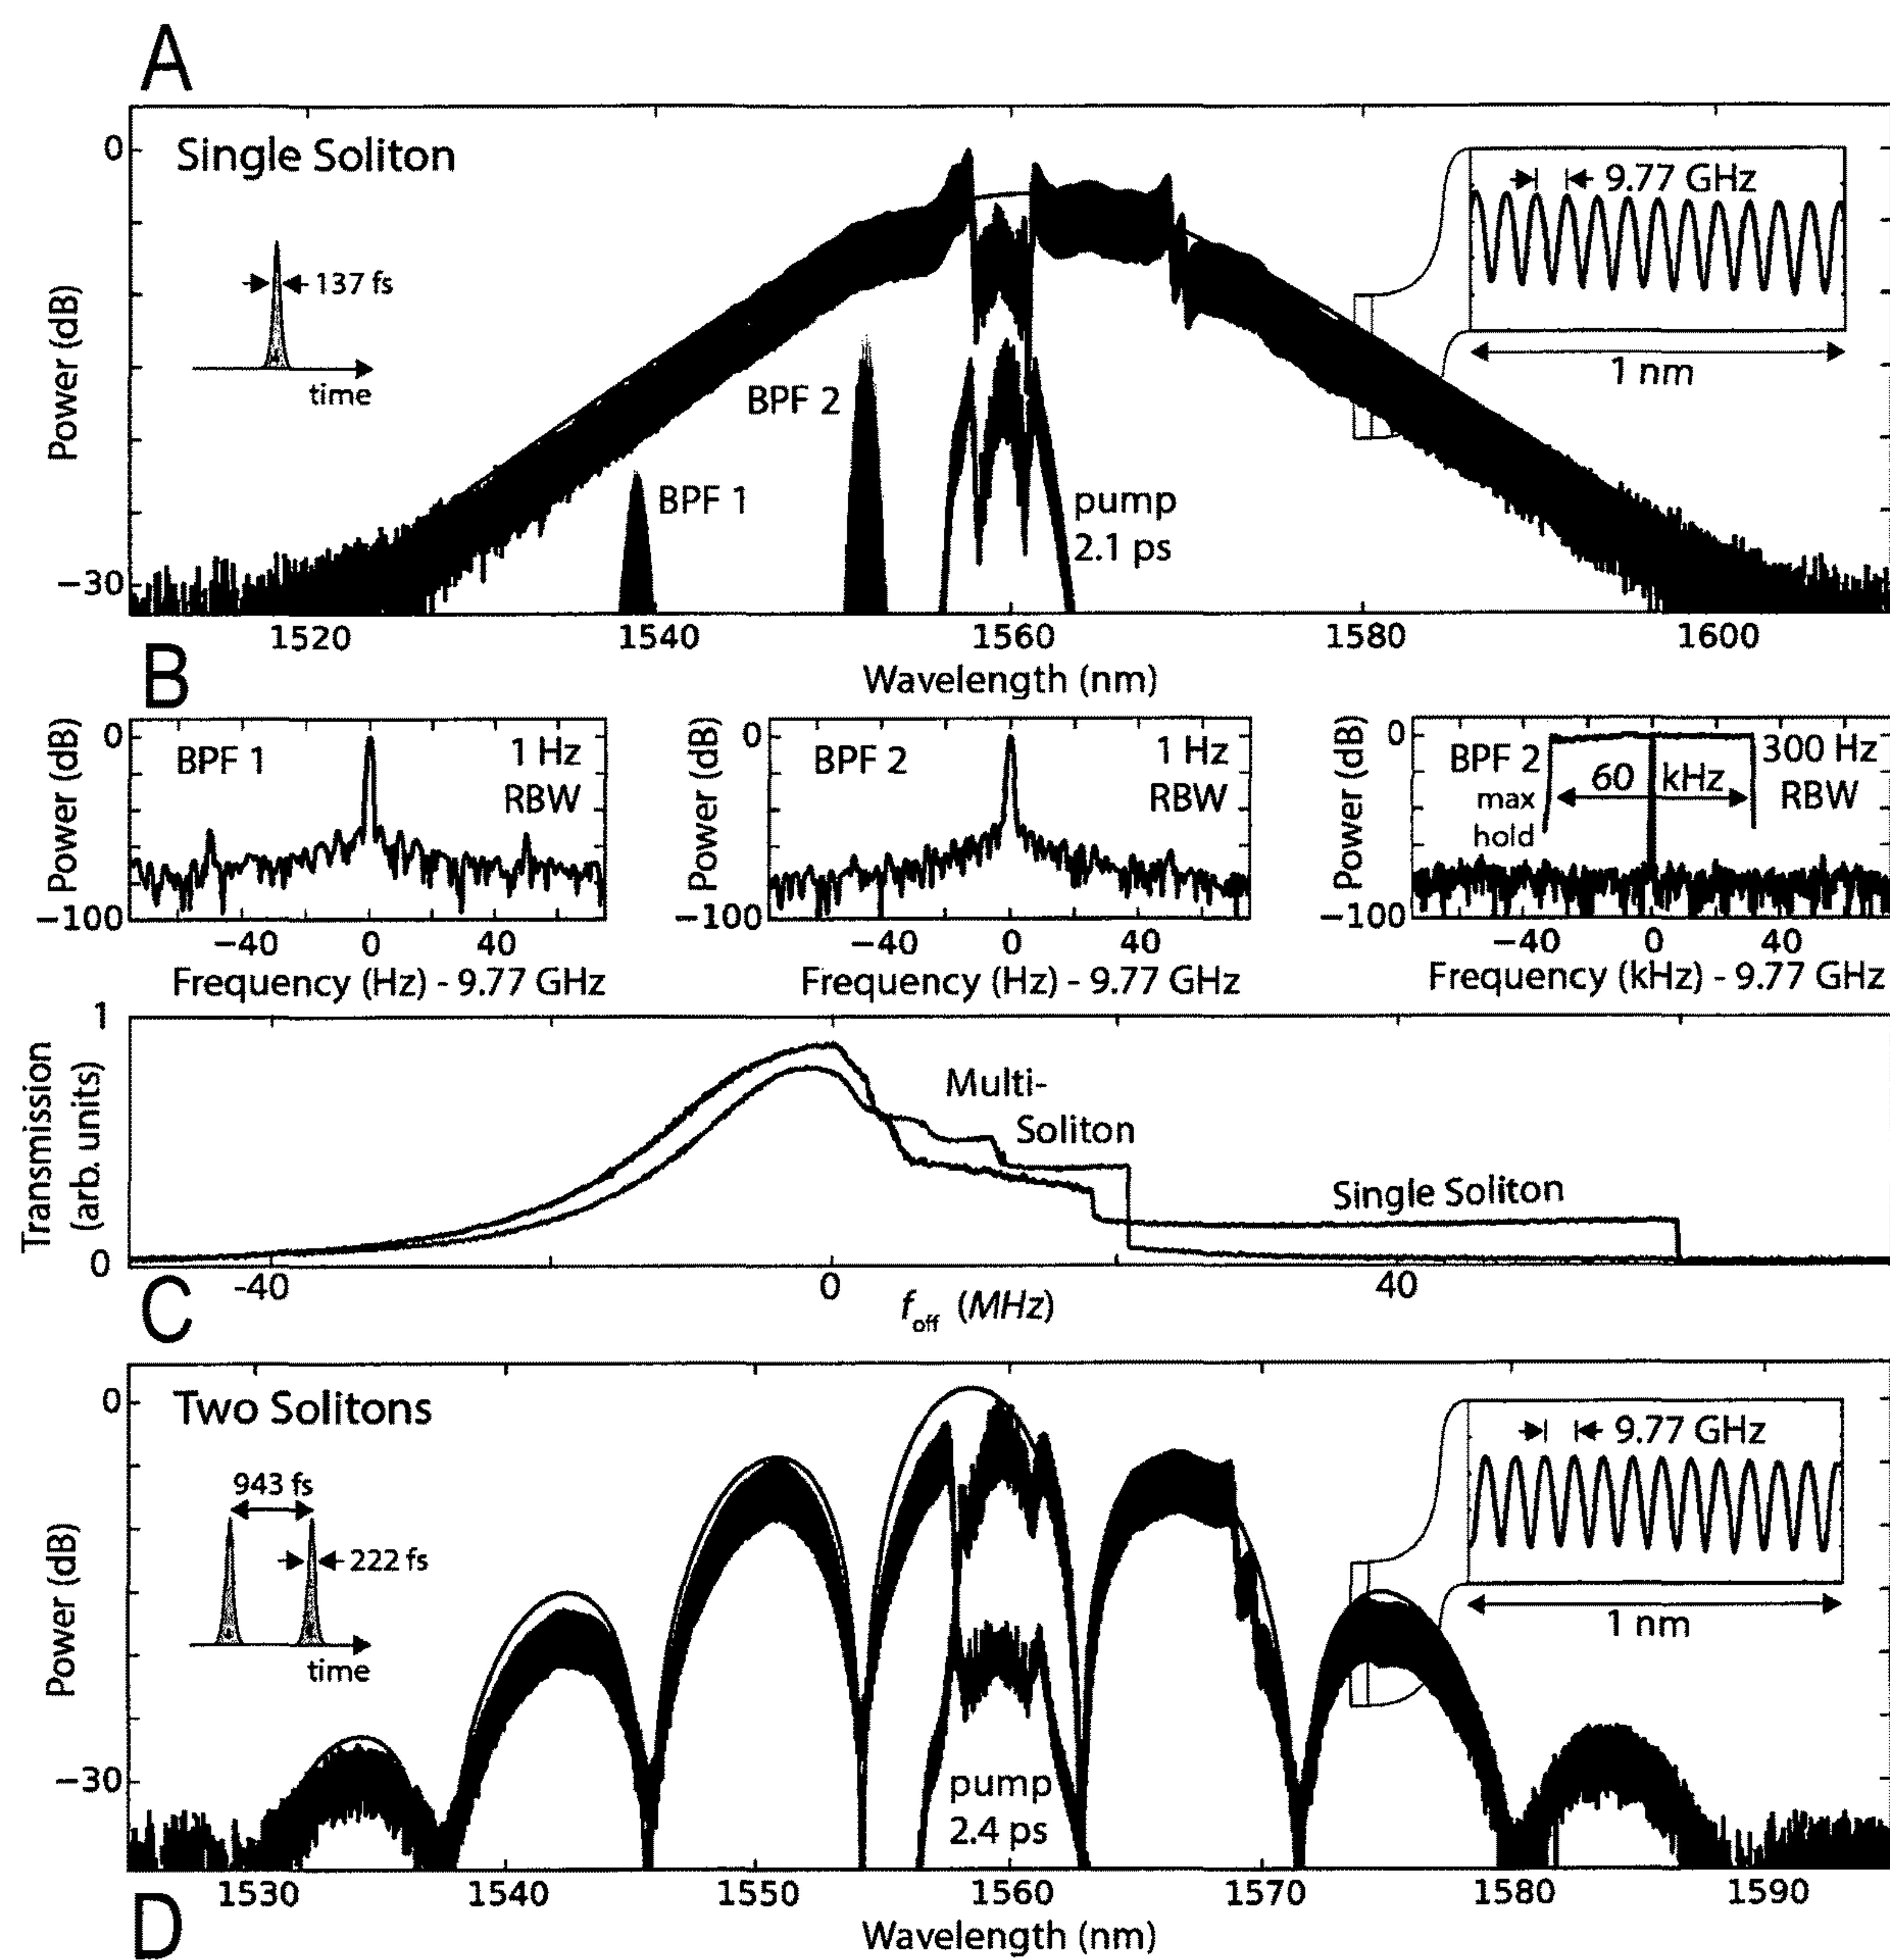 A
Single Soliton
0
−30
Power (dB)
137 fs
time
BPF 1
BPF 2
pump
2.1 ps
9.77 GHz
1 nm
1520 1540 1560 1580 1600
Wavelength (nm)
B
Power (dB)
0
−100
BPF 1
1 Hz
RBW
−40 0 40
Frequency (Hz) - 9.77 GHz
Power (dB)
0
−100
BPF 2
1 Hz
RBW
−40 0 40
Frequency (Hz) - 9.77 GHz
Power (dB)
0
−100
BPF 2
max
hold
60 kHz
300 Hz
RBW
−40 0 40
Frequency (kHz) - 9.77 GHz
Transmission
(arb. units)
1
0
Multi-
Soliton
Single Soliton
-40 0 40
f off (MHz)
C
Two Solitons
0
−30
Power (dB)
943 fs
222 fs
time
pump
2.4 ps
9.77 GHz
1 nm
1530 1540 1550 1560 1570 1580 1590
Wavelength (nm)
D